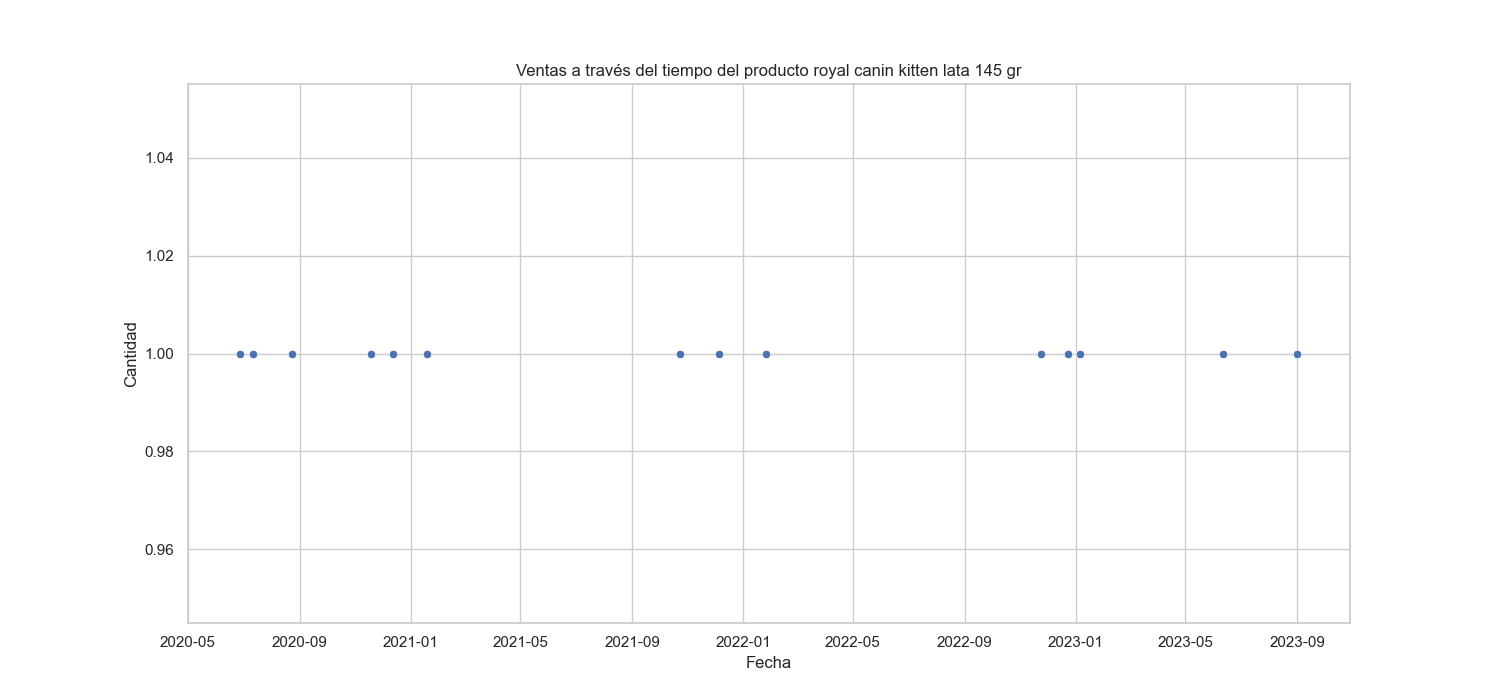 Ventas a través del tiempo del producto royal canin kitten lata 145 gr
1.04
1.02
1.00
0.98
0.96
Cantidad
2020-05 2020-09 2021-01 2021-05 2021-09 2022-01 2022-05 2022-09 2023-01 2023-05 2023-09
Fecha